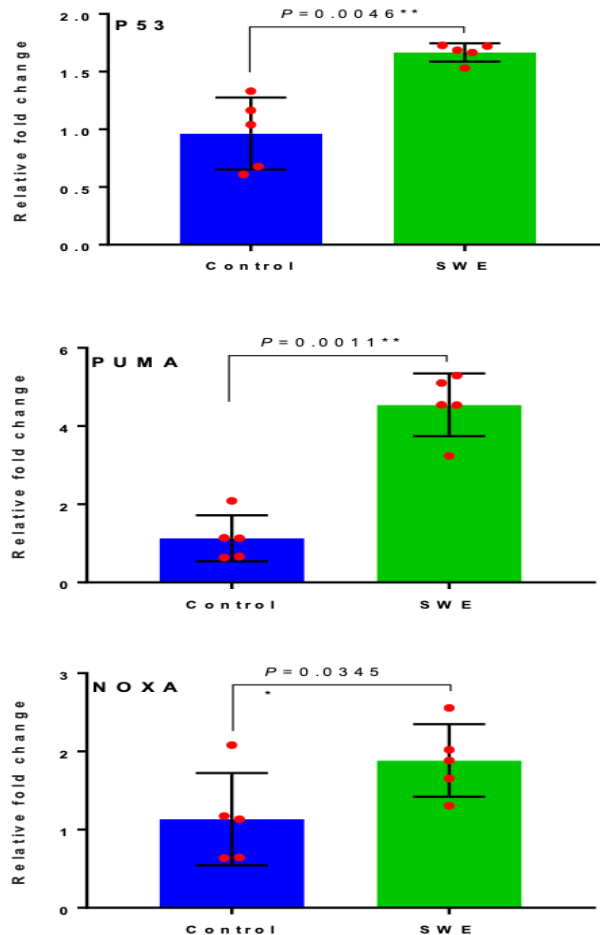 P53
P=0.0046**
Relative fold change
2.0
1.5
1.0
0.5
0.0
Control SWE
PUMA
P=0.0011**
Relative fold change
6
4
2
0
Control SWE
NOXA
P=0.0345
*
Relative fold change
3
2
1
0
Control SWE